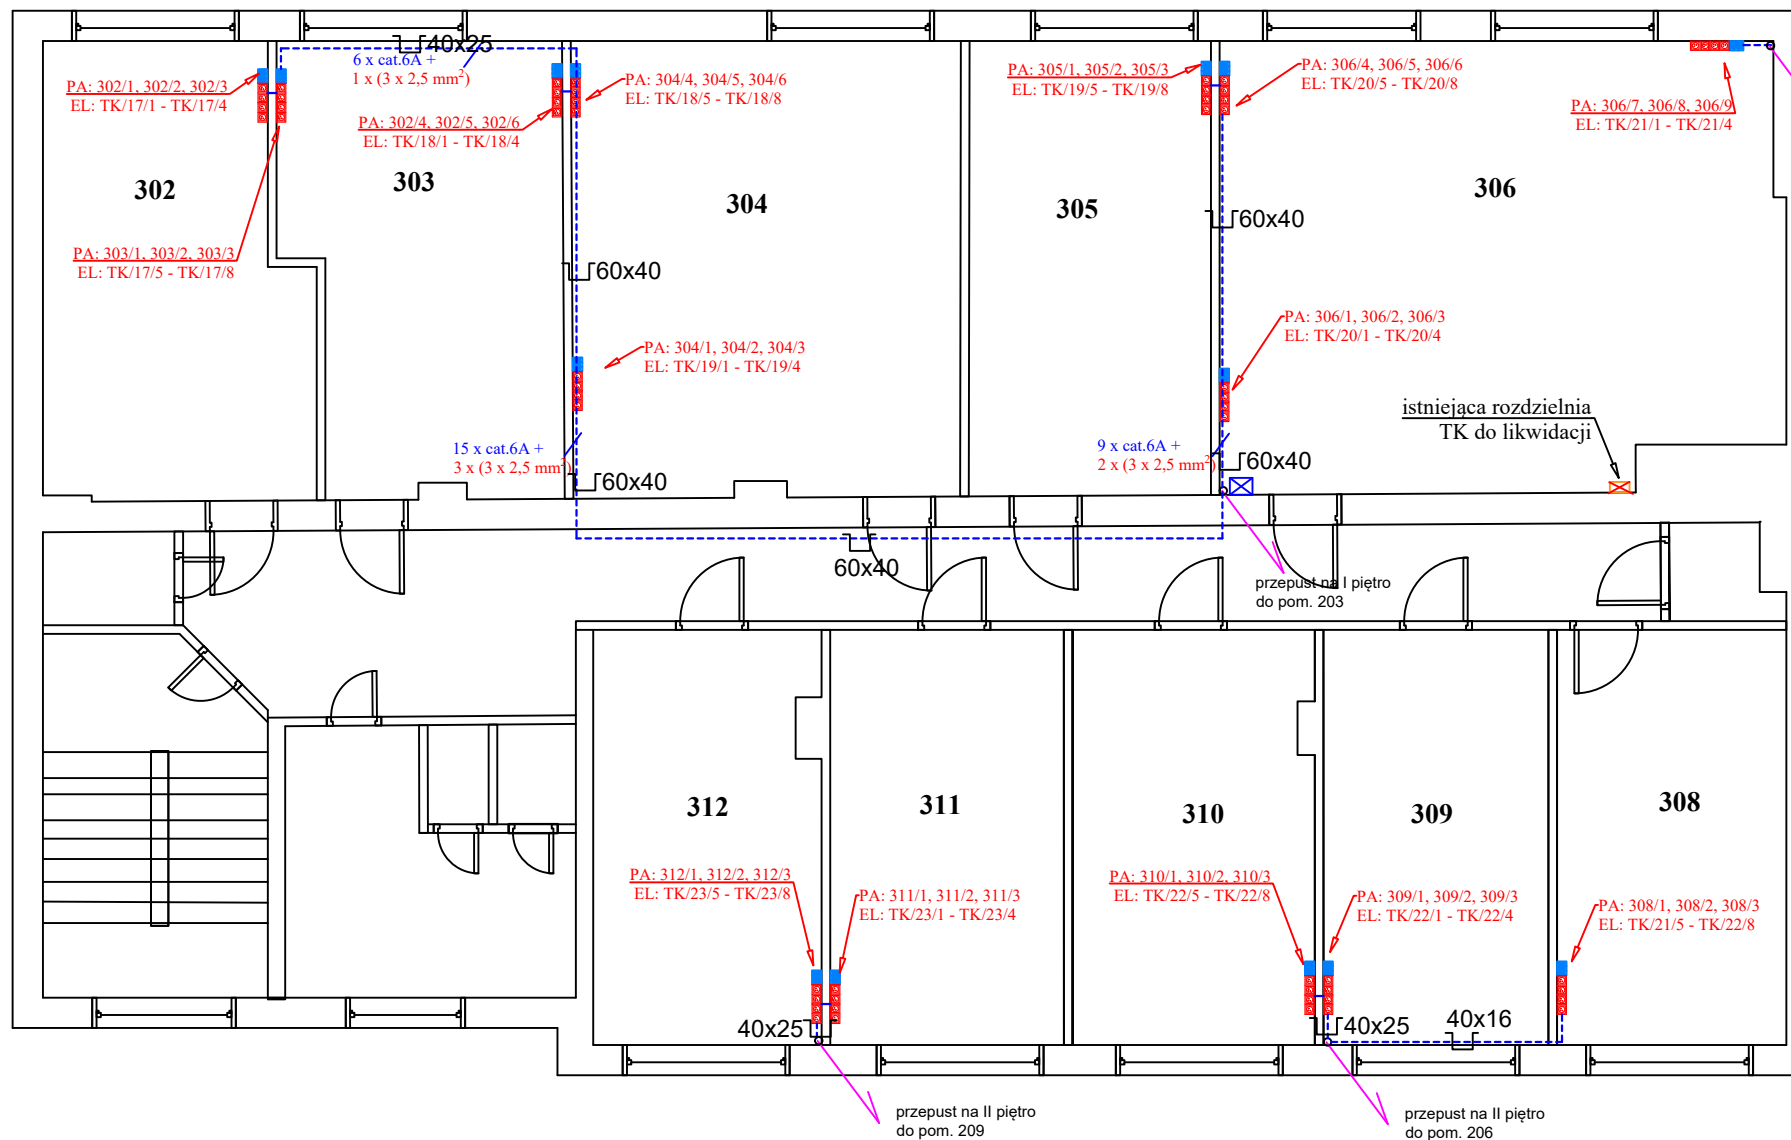 40x25
6 x cat.6A +
1 x (3 x 2,5 mm²)
PA: 302/1, 302/2, 302/3
EL: TK/17/1 - TK/17/4
PA: 302/4, 302/5, 302/6
EL: TK/18/1 - TK/18/4
PA: 304/4, 304/5, 304/6
EL: TK/18/5 - TK/18/8
PA: 305/1, 305/2, 305/3
EL: TK/19/5 - TK/19/8
PA: 306/4, 306/5, 306/6
EL: TK/20/5 - TK/20/8
PA: 306/7, 306/8, 306/9
EL: TK/21/1 - TK/21/4
302
303
304
305
306
PA: 303/1, 303/2, 303/3
EL: TK/17/5 - TK/17/8
60x40
60x40
PA: 304/1, 304/2, 304/3
EL: TK/19/1 - TK/19/4
PA: 306/1, 306/2, 306/3
EL: TK/20/1 - TK/20/4
istniejąca rozdzielnia
TK do likwidacji
15 x cat.6A +
3 x (3 x 2,5 mm²)
60x40
9 x cat.6A +
2 x (3 x 2,5 mm²)
60x40
60x40
przepust na I piętro
do pom. 203
312
311
310
309
308
PA: 312/1, 312/2, 312/3
EL: TK/23/5 - TK/23/8
PA: 311/1, 311/2, 311/3
EL: TK/23/1 - TK/23/4
PA: 310/1, 310/2, 310/3
EL: TK/22/5 - TK/22/8
PA: 309/1, 309/2, 309/3
EL: TK/22/1 - TK/22/4
PA: 308/1, 308/2, 308/3
EL: TK/21/5 - TK/22/8
40x25
40x25
40x16
przepust na II piętro
do pom. 209
przepust na II piętro
do pom. 206